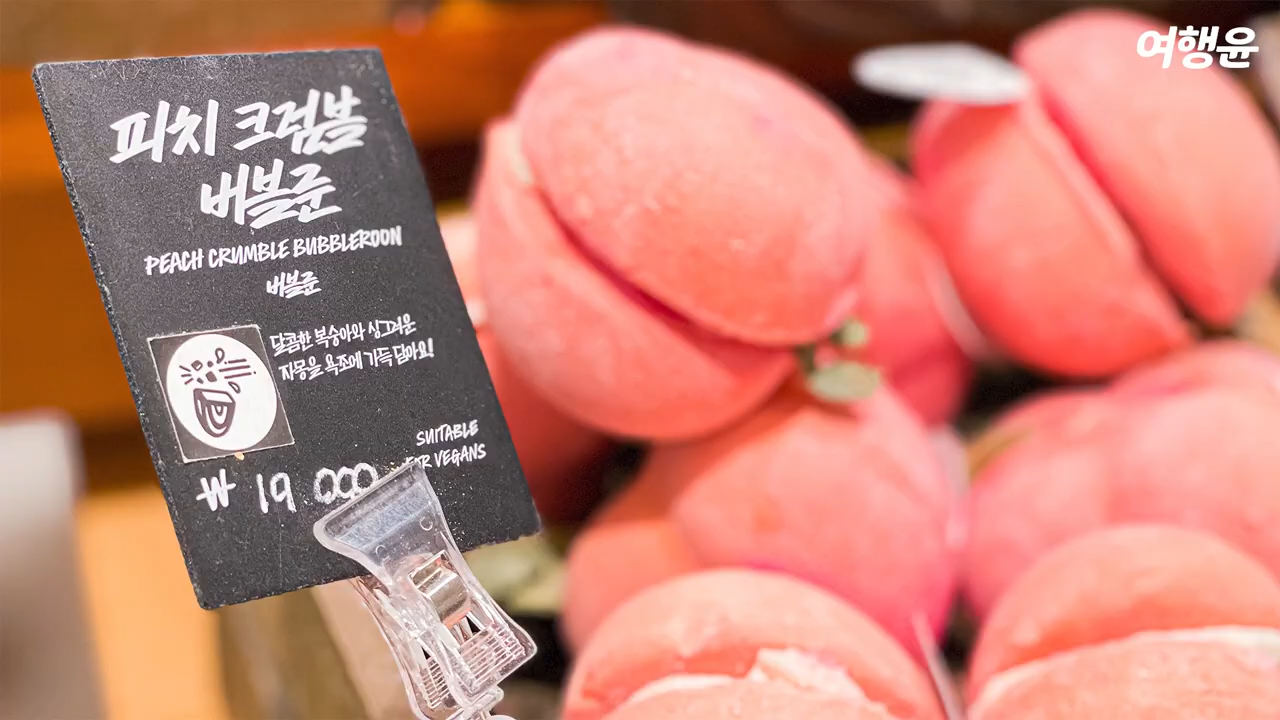 여행윤
피치 크럼블
버블룬
PEACH CRUMBLE BUBBLEROON
버블룬
달콤한 복숭아와 싱그러운
자몽을 욕조에 가득 담아요!
SUITABLE
FOR VEGANS
₩ 19 000